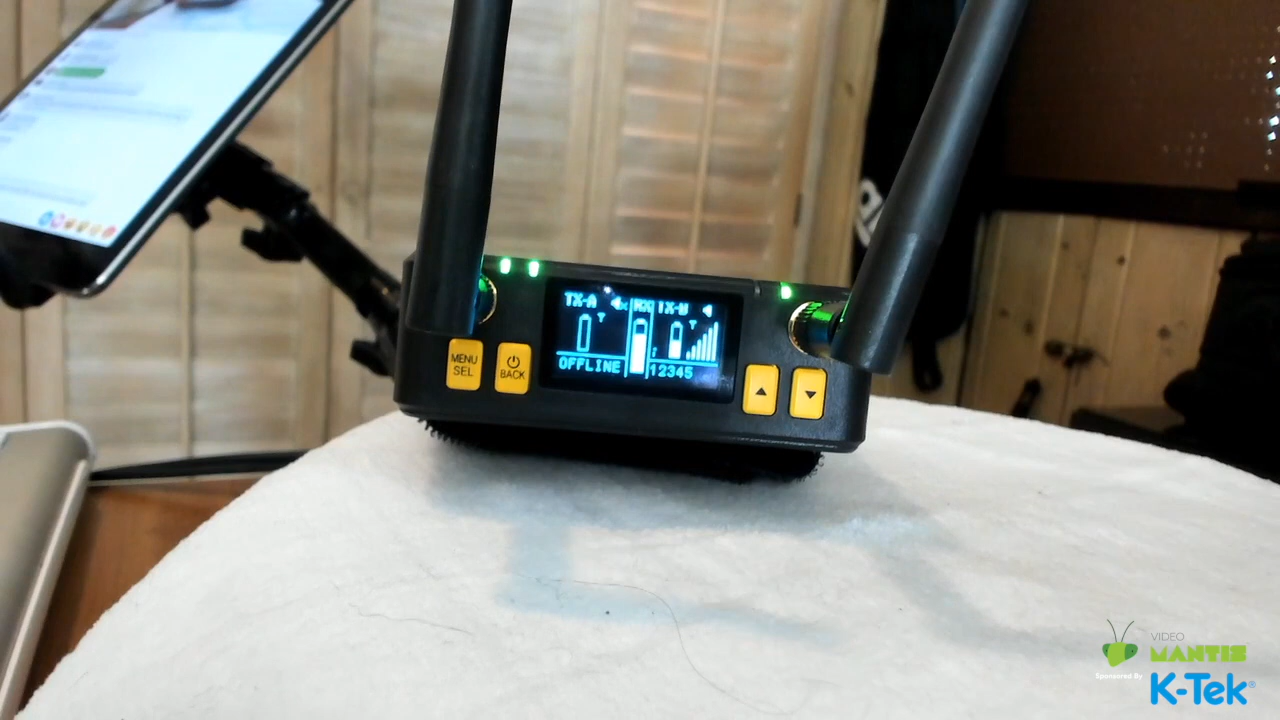 TX-A RX TX-B
OFFLINE 12345
MENU
SEL
BACK
VIDEO
MANTIS
Sponsored By
K-Tek®